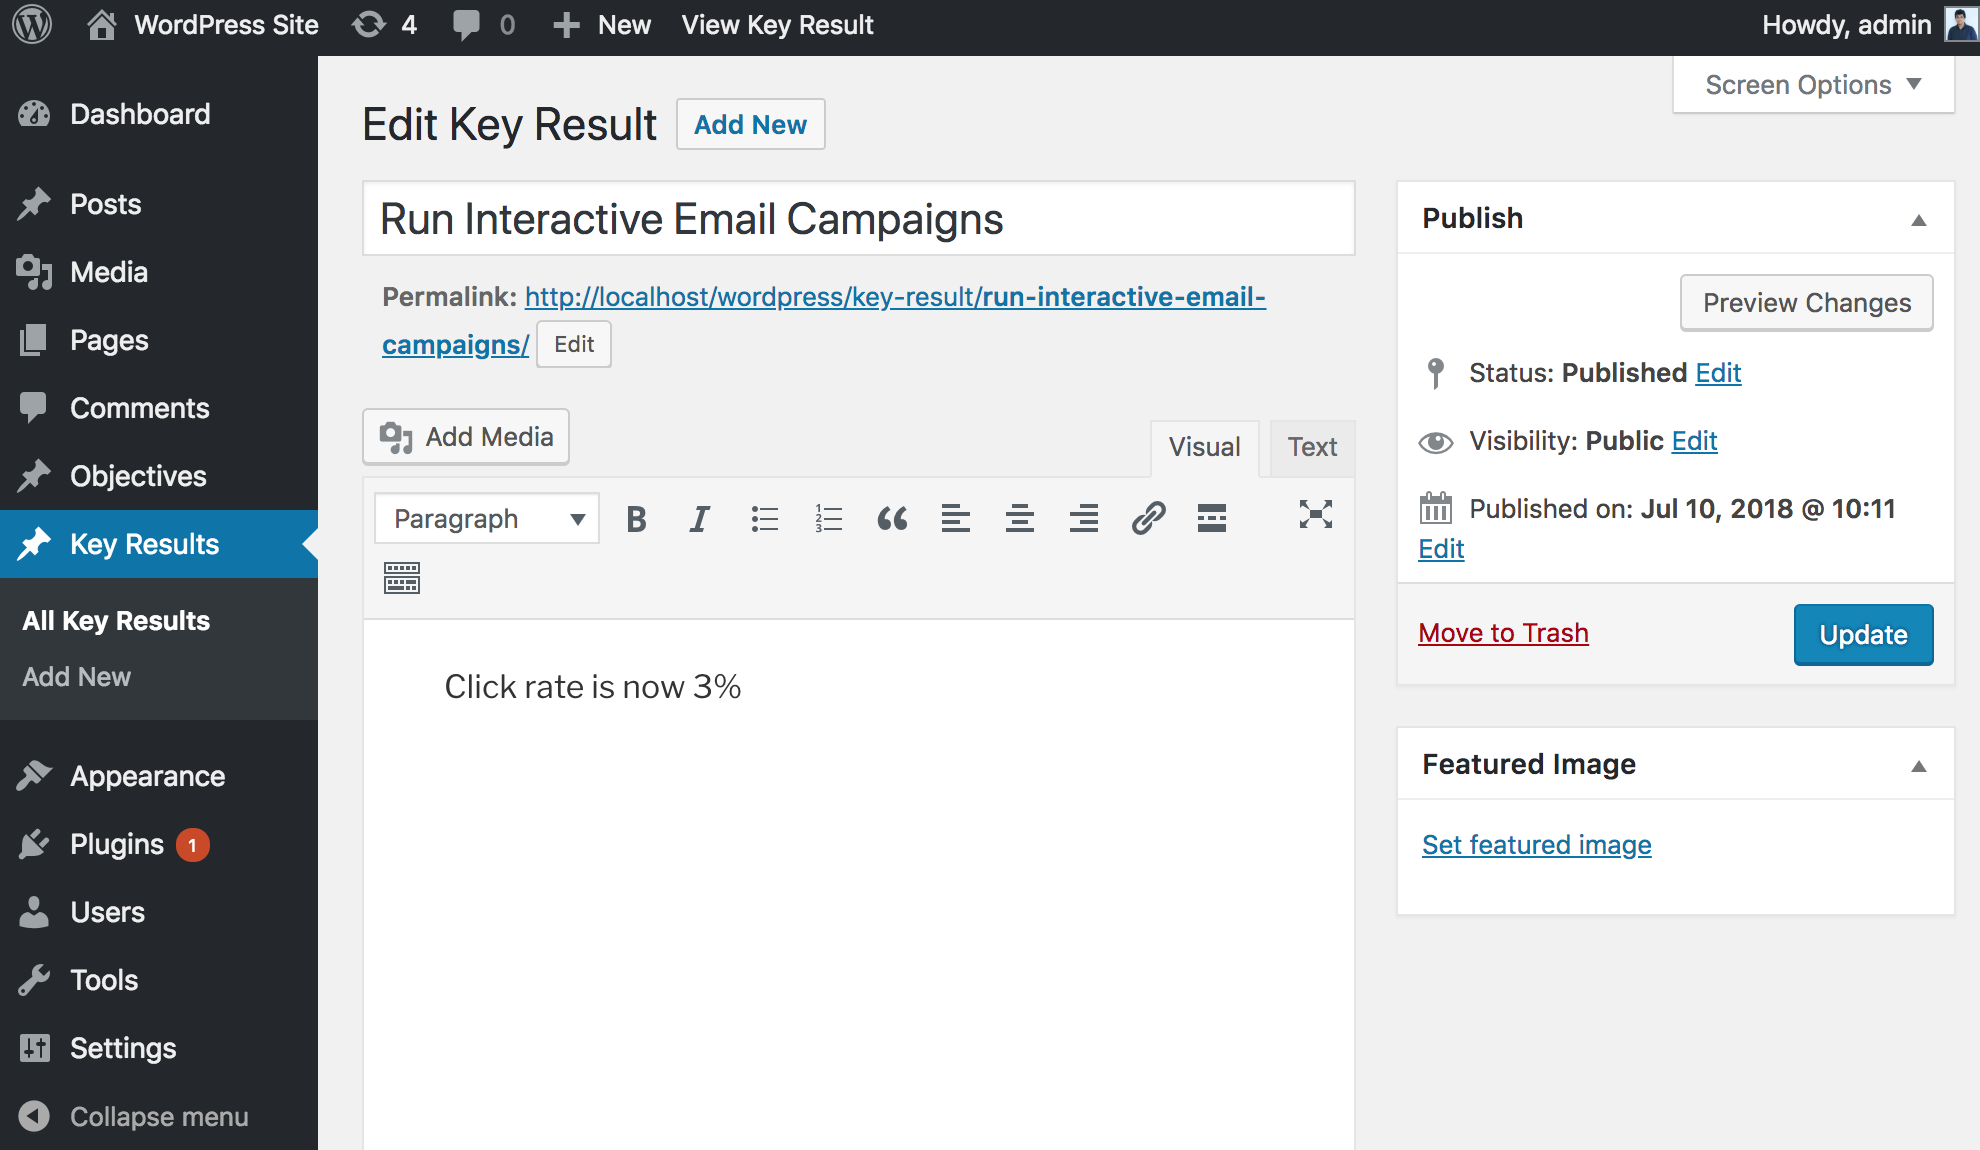 WordPress Site 4 0 New View Key Result Howdy, admin
Screen Options
Dashboard
Posts
Media
Pages
Comments
Objectives
Key Results
All Key Results
Add New
Appearance
Plugins 1
Users
Tools
Settings
Collapse menu
Edit Key Result Add New
Run Interactive Email Campaigns
Permalink: http://localhost/wordpress/key-result/run-interactive-email-
campaigns/ Edit
Add Media
Visual Text
Paragraph B I 1 2 3
Click rate is now 3%
Publish
Preview Changes
Status: Published Edit
Visibility: Public Edit
Published on: Jul 10, 2018 @ 10:11
Edit
Move to Trash Update
Featured Image
Set featured image